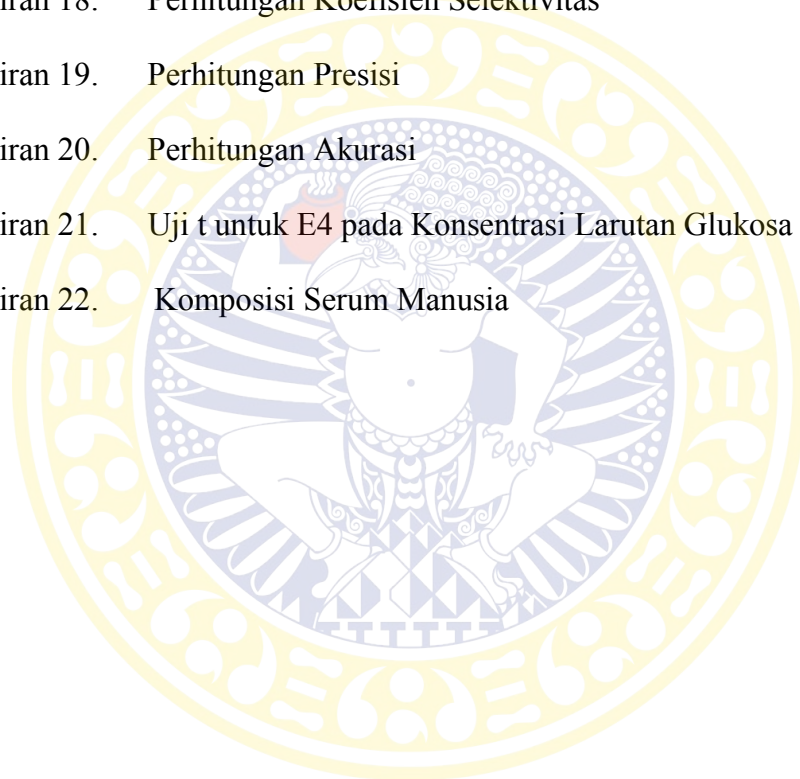 iran 18. Perhitungan Koefisien Selektivitas
iran 19. Perhitungan Presisi
iran 20. Perhitungan Akurasi
iran 21. Uji t untuk E4 pada Konsentrasi Larutan Glukosa
iran 22. Komposisi Serum Manusia